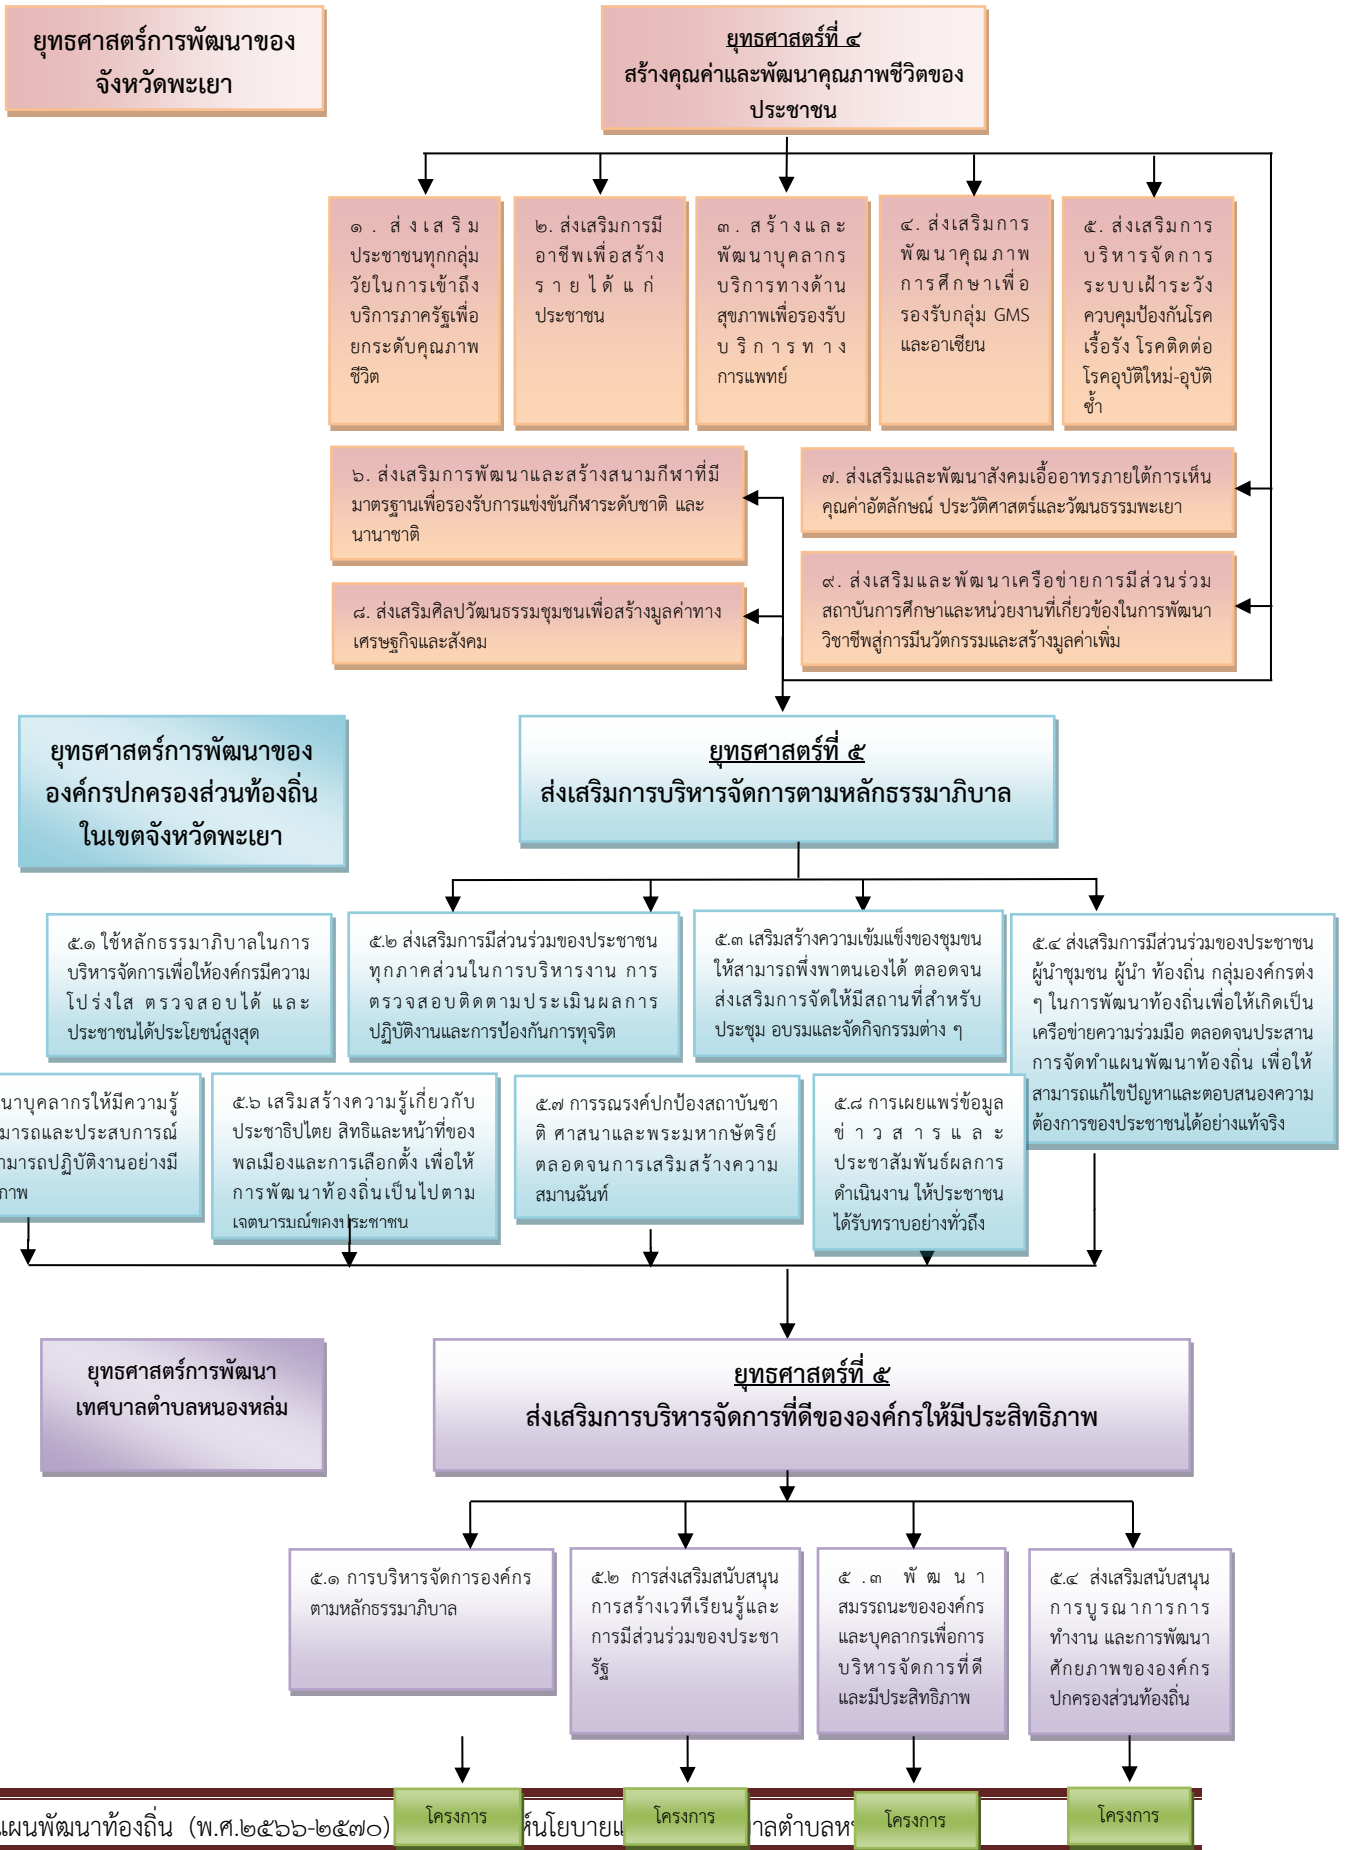 ยุทธศาสตร์การพัฒนาของ
จังหวัดพะเยา
ยุทธศาสตร์ที่ ๔
สร้างคุณค่าและพัฒนาคุณภาพชีวิตของ
ประชาชน
๑. ส่งเสริม
ประชาชนทุกกลุ่ม
วัยในการเข้าถึง
บริการภาครัฐเพื่อ
ยกระดับคุณภาพ
ชีวิต
๒. ส่งเสริมการมี
อาชีพเพื่อสร้าง
รายได้แก่
ประชาชน
๓. สร้างและ
พัฒนาบุคลากร
บริการทางด้าน
สุขภาพเพื่อรองรับ
บริการทาง
การแพทย์
๔. ส่งเสริมการ
พัฒนาคุณภาพ
การศึกษาเพื่อ
รองรับกลุ่ม GMS
และอาเซียน
๕. ส่งเสริมการ
บริหารจัดการ
ระบบเฝ้าระวัง
ควบคุมป้องกันโรค
เรื้อรัง โรคติดต่อ
โรคอุบัติใหม่-อุบัติ
ซ้ำ
๖. ส่งเสริมการพัฒนาและสร้างสนามกีฬาที่มี
มาตรฐานเพื่อรองรับการแข่งขันกีฬาระดับชาติ และ
นานาชาติ
๗. ส่งเสริมและพัฒนาสังคมเอื้ออาทรภายใต้การเห็น
คุณค่าอัตลักษณ์ ประวัติศาสตร์และวัฒนธรรมพะเยา
๘. ส่งเสริมศิลปวัฒนธรรมชุมชนเพื่อสร้างมูลค่าทาง
เศรษฐกิจและสังคม
๙. ส่งเสริมและพัฒนาเครือข่ายการมีส่วนร่วม
สถาบันการศึกษาและหน่วยงานที่เกี่ยวข้องในการพัฒนา
วิชาชีพสู่การมีนวัตกรรมและสร้างมูลค่าเพิ่ม
ยุทธศาสตร์การพัฒนาของ
องค์กรปกครองส่วนท้องถิ่น
ในเขตจังหวัดพะเยา
ยุทธศาสตร์ที่ ๕
ส่งเสริมการบริหารจัดการตามหลักธรรมาภิบาล
๕.๑ ใช้หลักธรรมาภิบาลในการ
บริหารจัดการเพื่อให้องค์กรมีความ
โปร่งใส ตรวจสอบได้ และ
ประชาชนได้ประโยชน์สูงสุด
๕.๒ ส่งเสริมการมีส่วนร่วมของประชาชน
ทุกภาคส่วนในการบริหารงาน การ
ตรวจสอบติดตามประเมินผลการ
ปฏิบัติงานและการป้องกันการทุจริต
๕.๓ เสริมสร้างความเข้มแข็งของชุมขน
ให้สามารถพึ่งพาตนเองได้ ตลอดจน
ส่งเสริมการจัดให้มีสถานที่สำหรับ
ประชุม อบรมและจัดกิจกรรมต่าง ๆ
๕.๔ ส่งเสริมการมีส่วนร่วมของประชาชน
ผู้นำชุมชน ผู้นำ ท้องถิ่น กลุ่มองค์กรต่ง
ๆ ในการพัฒนาท้องถิ่นเพื่อให้เกิดเป็น
เครือข่ายความร่วมมือ ตลอดจนประสาน
การจัดทำแผนพัฒนาท้องถิ่น เพื่อให้
สามารถแก้ไขปัญหาและตอบสนองความ
ต้องการของประชาชนได้อย่างแท้จริง
นาบุคลากรให้มีความรู้
มารถและประสบการณ์
ามารถปฏิบัติงานอย่างมี
ภาพ
๕.๖ เสริมสร้างความรู้เกี่ยวกับ
ประชาธิปไตย สิทธิและหน้าที่ของ
พลเมืองและการเลือกตั้ง เพื่อให้
การพัฒนาท้องถิ่นเป็นไปตาม
เจตนารมณ์ของประชาชน
๕.๗ การรณรงค์ปกป้องสถาบันชา
ติ ศาสนาและพระมหากษัตริย์
ตลอดจนการเสริมสร้างความ
สมานฉันท์
๕.๘ การเผยแพร่ข้อมูล
ข่าวสารและ
ประชาสัมพันธ์ผลการ
ดำเนินงาน ให้ประชาชน
ได้รับทราบอย่างทั่วถึง
ยุทธศาสตร์การพัฒนา
เทศบาลตำบลหนองหล่ม
ยุทธศาสตร์ที่ ๕
ส่งเสริมการบริหารจัดการที่ดีขององค์กรให้มีประสิทธิภาพ
๕.๑ การบริหารจัดการองค์กร
ตามหลักธรรมาภิบาล
๕.๒ การส่งเสริมสนับสนุน
การสร้างเวทีเรียนรู้และ
การมีส่วนร่วมของประชา
รัฐ
๕.๓ พัฒนา
สมรรถนะขององค์กร
และบุคลากรเพื่อการ
บริหารจัดการที่ดี
และมีประสิทธิภาพ
๕.๔ ส่งเสริมสนับสนุน
การบูรณาการการ
ทำงาน และการพัฒนา
ศักยภาพขององค์กร
ปกครองส่วนท้องถิ่น
โครงการ
โครงการ
โครงการ
โครงการ
แผนพัฒนาท้องถิ่น (พ.ศ.๒๕๖๖-๒๕๗๐) ห์นโยบายแ าลตำบลห